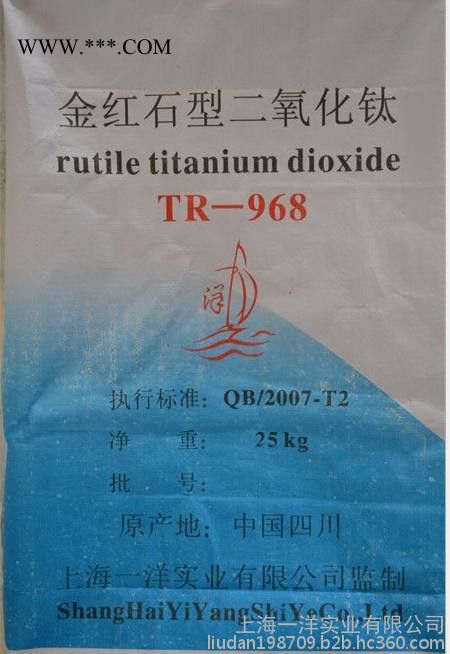 www.***.COM
金红石型二氧化钛
rutile titanium dioxide
TR—968
洋
执行标准：QB/2007-T2
净 重： 25kg
批 号：
原产地：中国四川
上海一洋实业有限公司监制
ShangHaiYiYangShiYeCo,Ltd
上海一洋实业有限公司
liudan198709.b2b.hc360.com